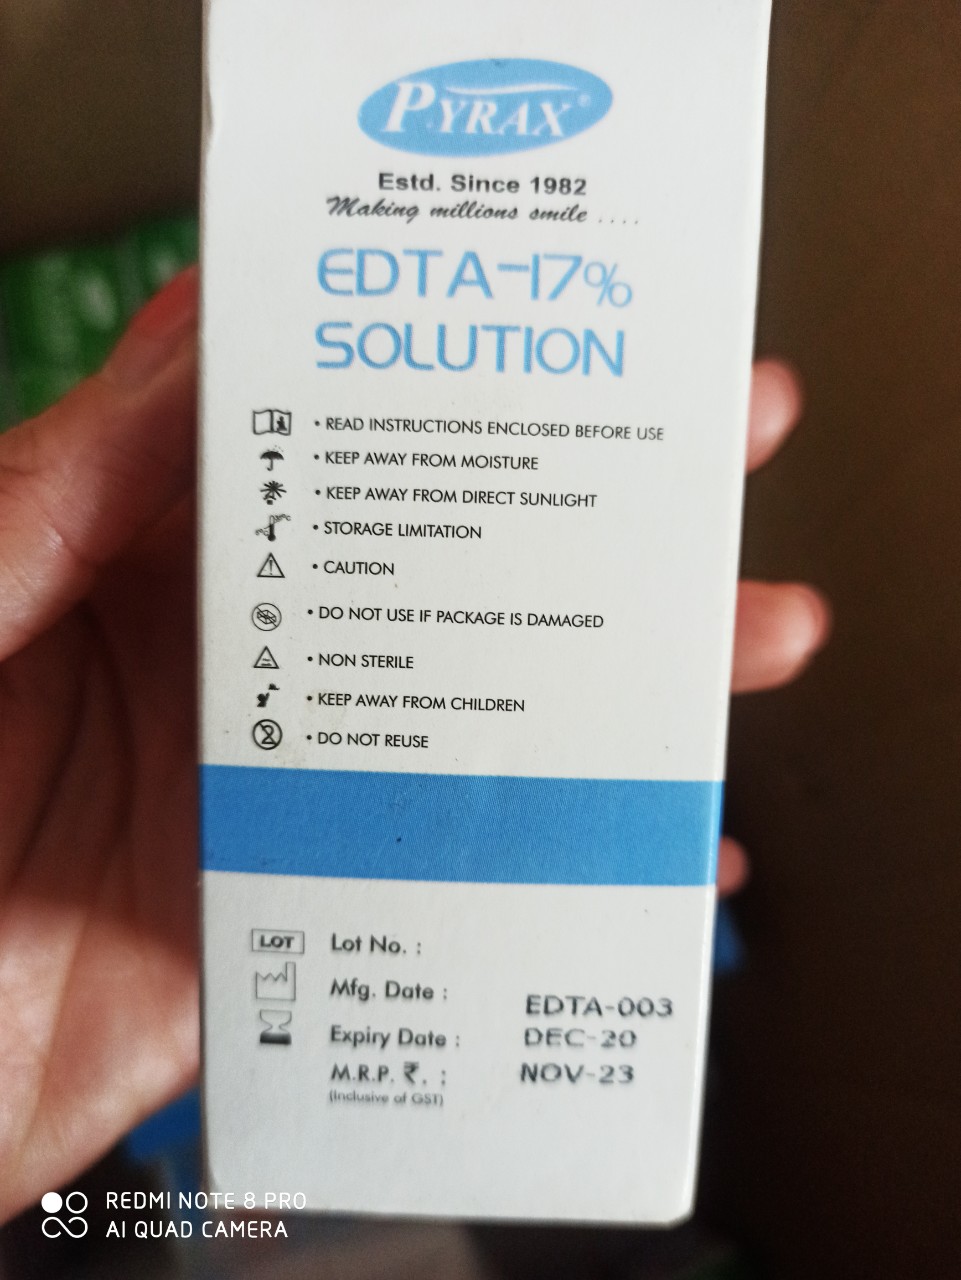 PYRAX®
Estd. Since 1982
Making millions smile ....
EDTA-17%
SOLUTION
• READ INSTRUCTIONS ENCLOSED BEFORE USE
• KEEP AWAY FROM MOISTURE
• KEEP AWAY FROM DIRECT SUNLIGHT
• STORAGE LIMITATION
• CAUTION
• DO NOT USE IF PACKAGE IS DAMAGED
• NON STERILE
• KEEP AWAY FROM CHILDREN
2 • DO NOT REUSE
LOT Lot No. :
Mfg. Date :
EDTA-003
Expiry Date : DEC-20
M.R.P. ₹. : NOV-23
(Inclusive of GST)
REDMI NOTE 8 PRO
AI QUAD CAMERA